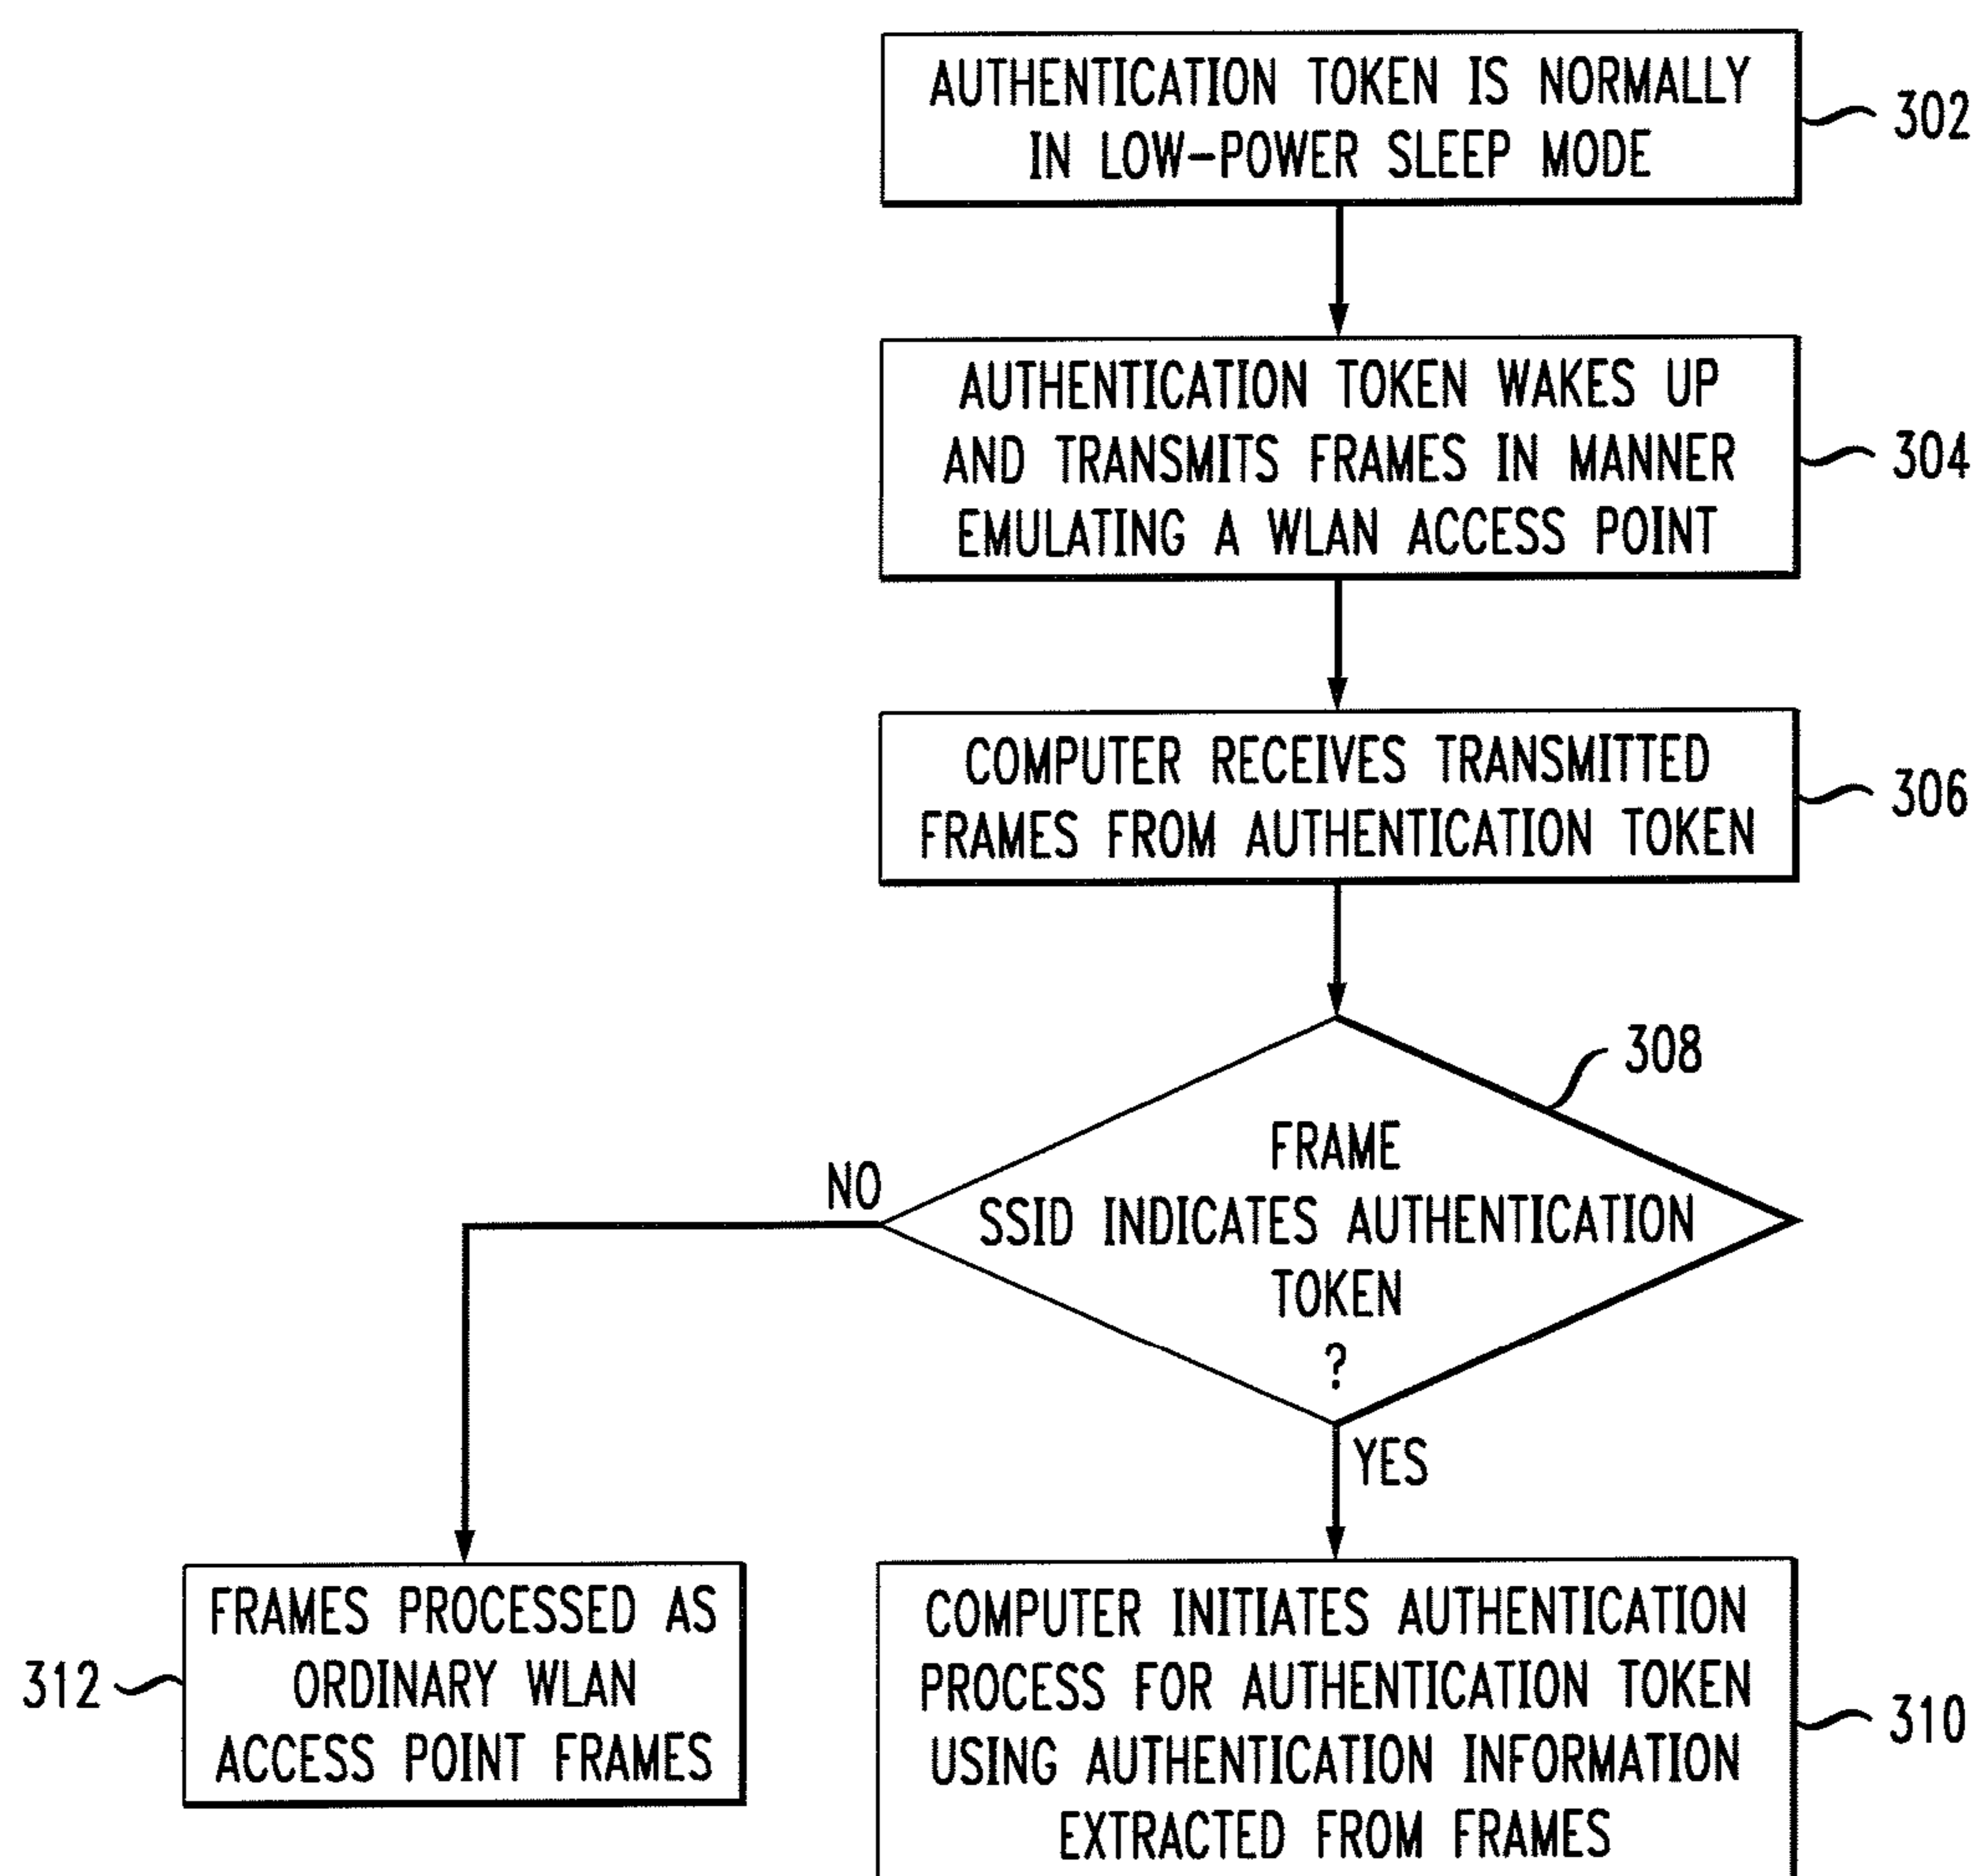 AUTHENTICATION TOKEN IS NORMALLY
IN LOW-POWER SLEEP MODE
302
AUTHENTICATION TOKEN WAKES UP
AND TRANSMITS FRAMES IN MANNER
EMULATING A WLAN ACCESS POINT
304
COMPUTER RECEIVES TRANSMITTED
FRAMES FROM AUTHENTICATION TOKEN
306
308
FRAME
SSID INDICATES AUTHENTICATION
TOKEN
?
NO
YES
FRAMES PROCESSED AS
ORDINARY WLAN
ACCESS POINT FRAMES
312
COMPUTER INITIATES AUTHENTICATION
PROCESS FOR AUTHENTICATION TOKEN
USING AUTHENTICATION INFORMATION
EXTRACTED FROM FRAMES
310